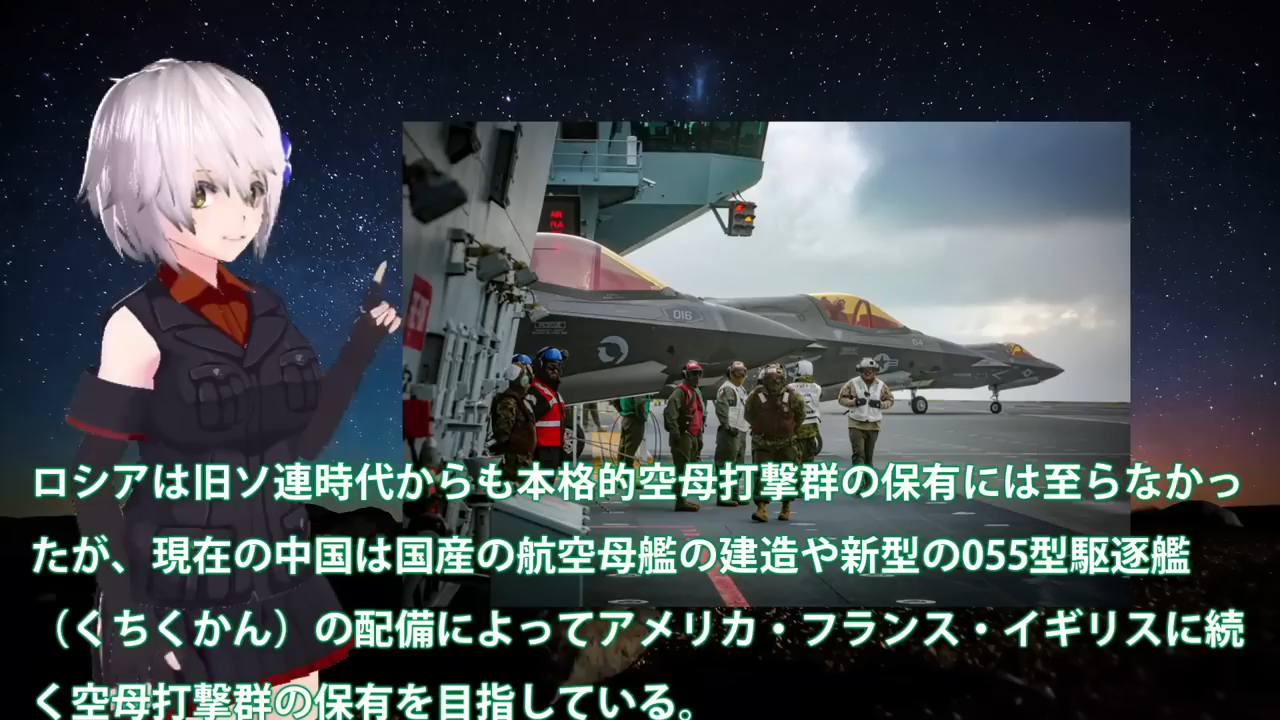 AIR
016
RESCUE
64
ロシアは旧ソ連時代からも本格的空母打撃群の保有には至らなかっ
たが、現在の中国は国産の航空母艦の建造や新型の055型駆逐艦
（くちくかん）の配備によってアメリカ・フランス・イギリスに続
く空母打撃群の保有を目指している。